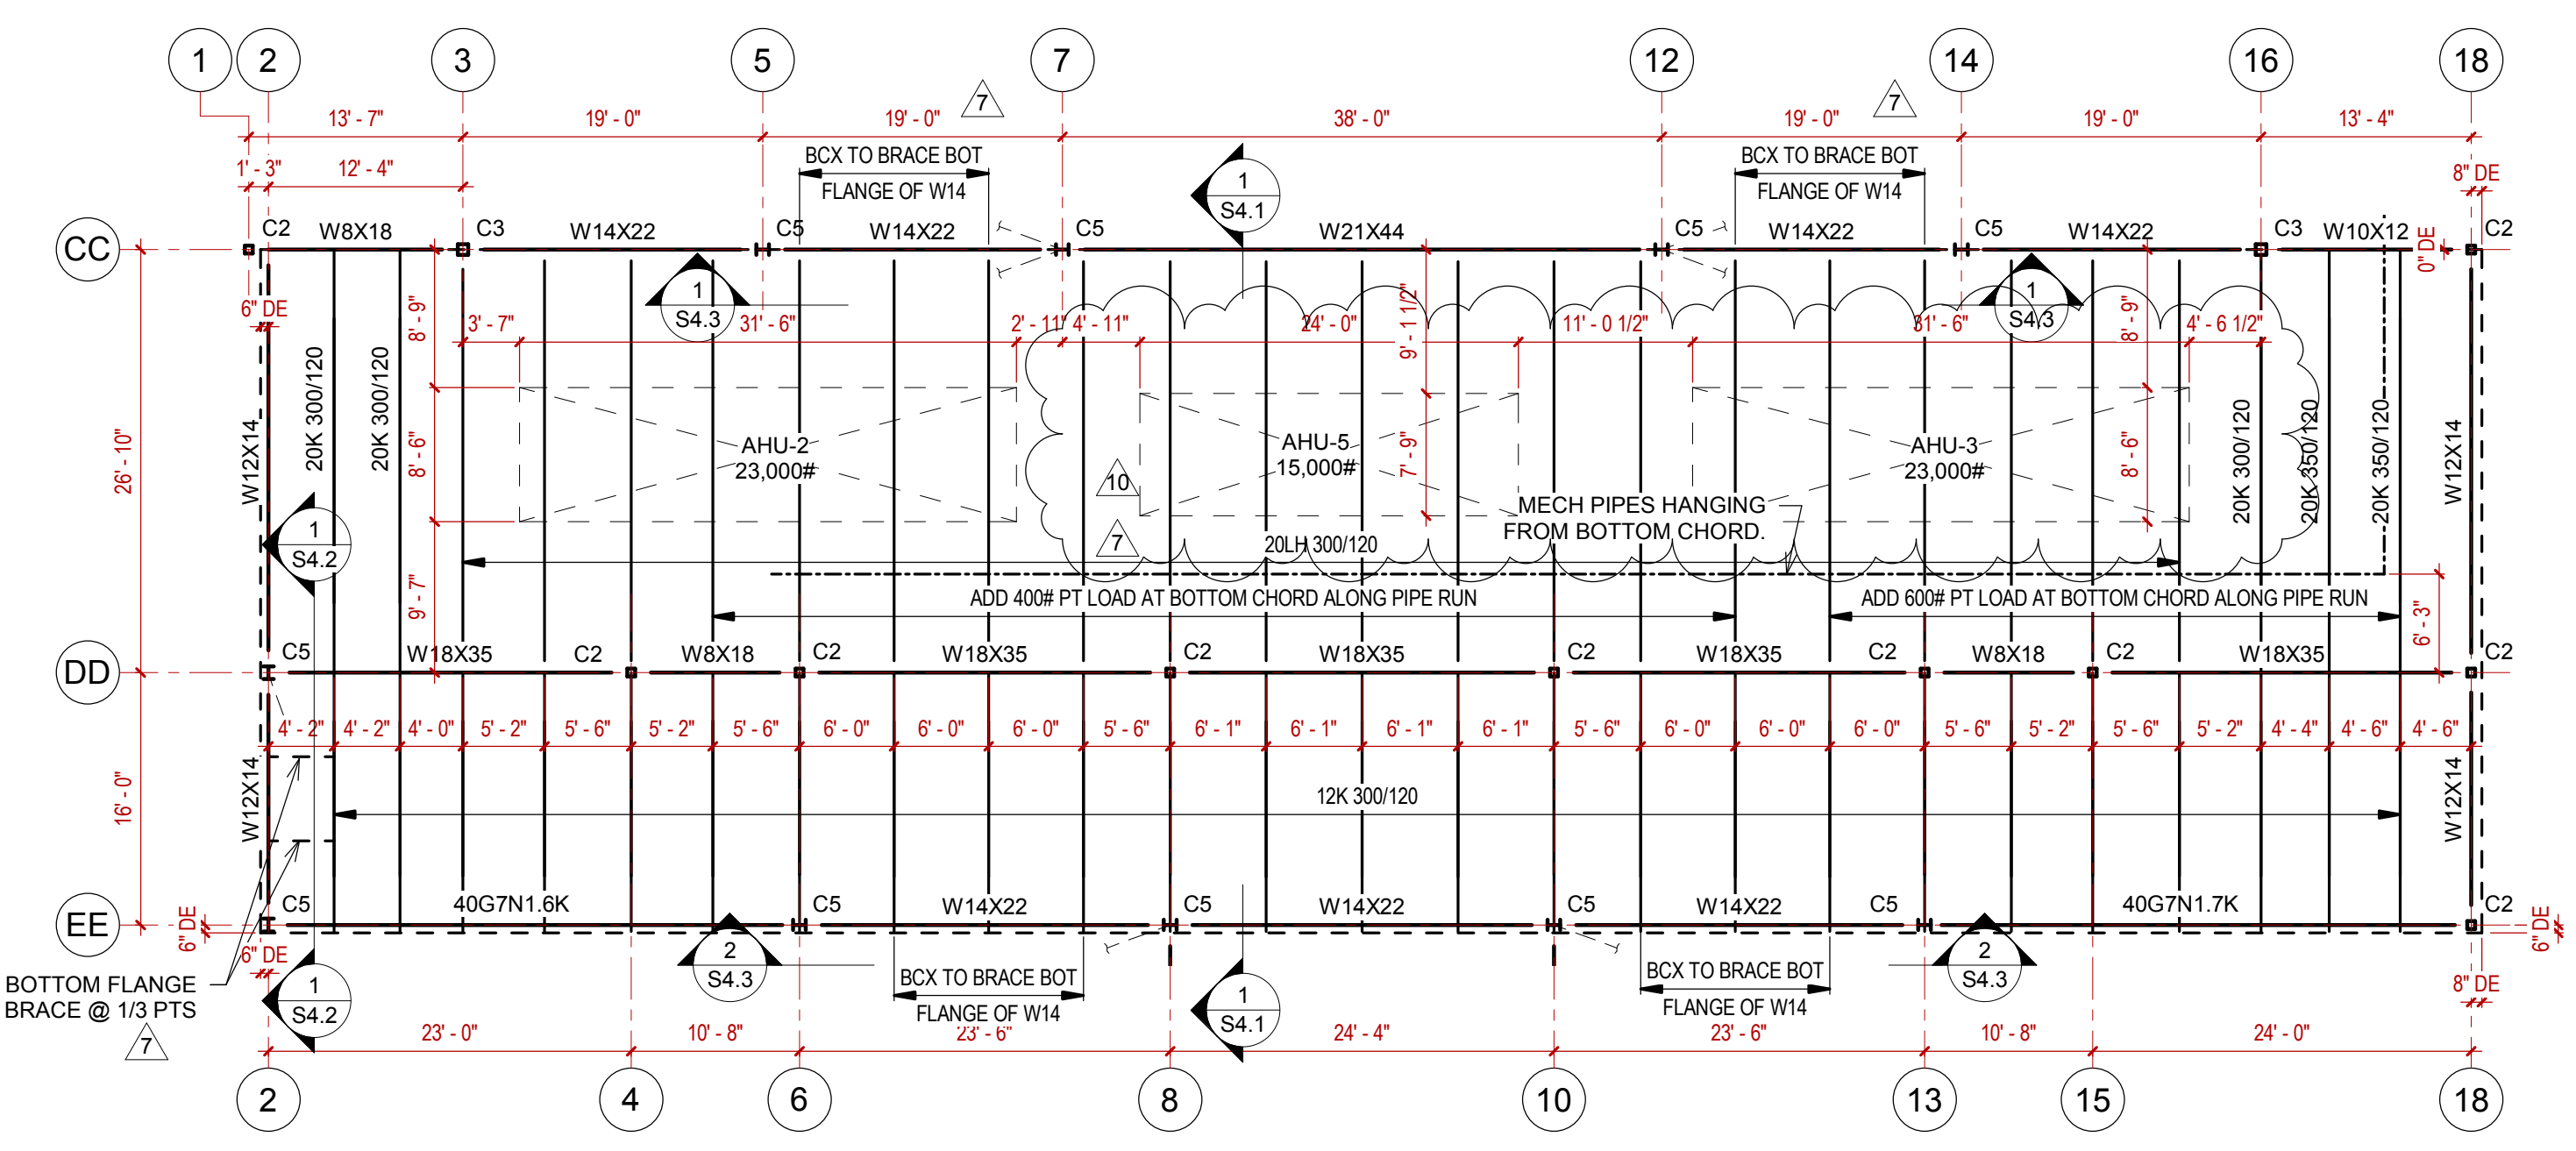 1 2 3 5 7 12 14 16 18
7 7
13' - 7" 19' - 0" 19' - 0" 38' - 0" 19' - 0" 19' - 0" 13' - 4"
1' - 3" 12' - 4"
BCX TO BRACE BOT
FLANGE OF W14
1
S4.1
BCX TO BRACE BOT
FLANGE OF W14
8" DE
CC
C2 W8X18 C3 W14X22 C5 W14X22 C5 W21X44 C5 W14X22 C5 W14X22 C3 W10X12 C2
0" DE
6" DE
8' - 9"
1
S4.3
9' - 1 1/2"
8' - 9"
1
S4.3
3' - 7" 31' - 6" 2' - 11" 4' - 11" 24' - 0" 11' - 0 1/2" 31' - 6" 4' - 6 1/2"
20K 300/120
20K 300/120
W12X14
26' - 10"
8' - 6"
AHU-2
23,000#
AHU-5
15,000#
7' - 9"
AHU-3
23,000#
8' - 6"
20K 300/120
20K 350/120
20K 350/120
W12X14
10
7
MECH PIPES HANGING
FROM BOTTOM CHORD.
1
S4.2
20LH 300/120
9' - 7"
ADD 400# PT LOAD AT BOTTOM CHORD ALONG PIPE RUN
ADD 600# PT LOAD AT BOTTOM CHORD ALONG PIPE RUN
6' - 3"
DD
C5 W18X35 C2 W8X18 C2 W18X35 C2 W18X35 C2 W18X35 C2 W8X18 C2 W18X35 C2
4' - 2" 4' - 2" 4' - 0" 5' - 2" 5' - 6" 5' - 2" 5' - 6" 6' - 0" 6' - 0" 6' - 0" 5' - 6" 6' - 1" 6' - 1" 6' - 1" 6' - 1" 5' - 6" 6' - 0" 6' - 0" 6' - 0" 5' - 6" 5' - 2" 5' - 6" 5' - 2" 4' - 4" 4' - 6" 4' - 6"
16' - 0"
W12X14
12K 300/120
W12X14
EE
6" DE
C5 40G7N1.6K C5 W14X22 C5 W14X22 C5 W14X22 C5 40G7N1.7K C2
6" DE
6" DE
2
S4.3
BCX TO BRACE BOT
FLANGE OF W14
1
S4.1
BCX TO BRACE BOT
FLANGE OF W14
2
S4.3
8" DE
BOTTOM FLANGE
BRACE @ 1/3 PTS
7
1
S4.2
23' - 0" 10' - 8" 23' - 6" 24' - 4" 23' - 6" 10' - 8" 24' - 0"
2 4 6 8 10 13 15 18